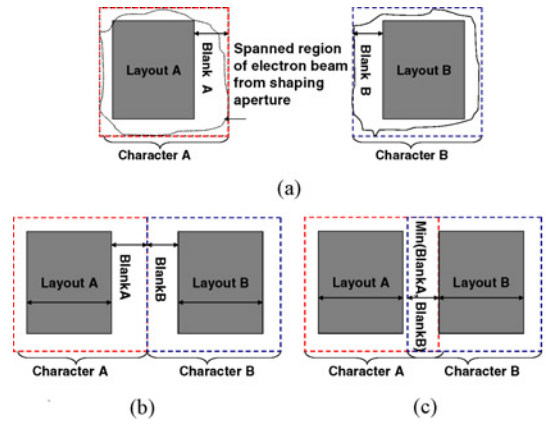 Layout A
Blank A
Spanned region
of electron beam
from shaping
aperture
Blank B
Layout B
Character A
Character B
(a)
Layout A
BlankA
BlankB
Layout B
Character A
Character B
(b)
Layout A
Min(BlankA, BlankB)
Layout B
Character A
Character B
(c)